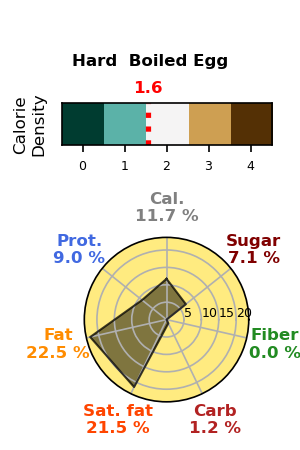 Hard  Boiled Egg
1.6
Calorie
Density
0 1 2 3 4
Cal.
11.7 %
Prot.
9.0 %
Sugar
7.1 %
5 10 15 20
Fat
22.5 %
Fiber
0.0 %
Sat. fat
21.5 %
Carb
1.2 %